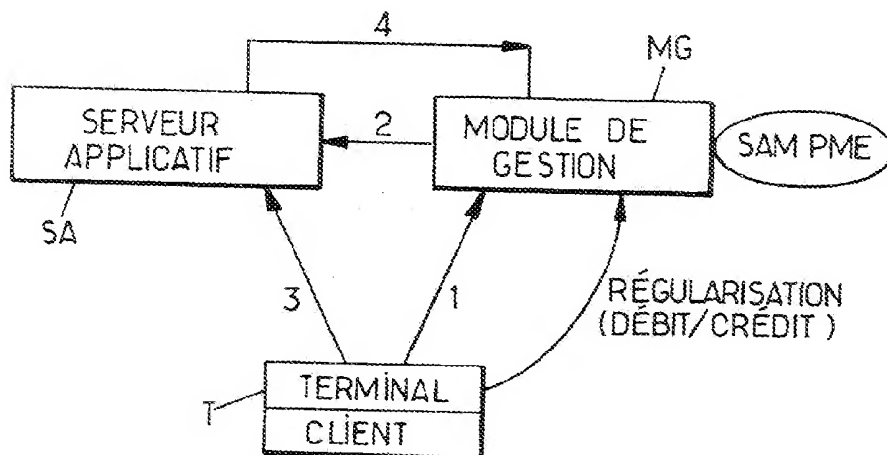 4
MG
SERVEUR
APPLICATIF
2
MODULE DE
GESTION
SAM PME
SA
3
1
RÉGULARISATION
(DÉBIT/CRÉDIT)
T
TERMINAL
CLIENT